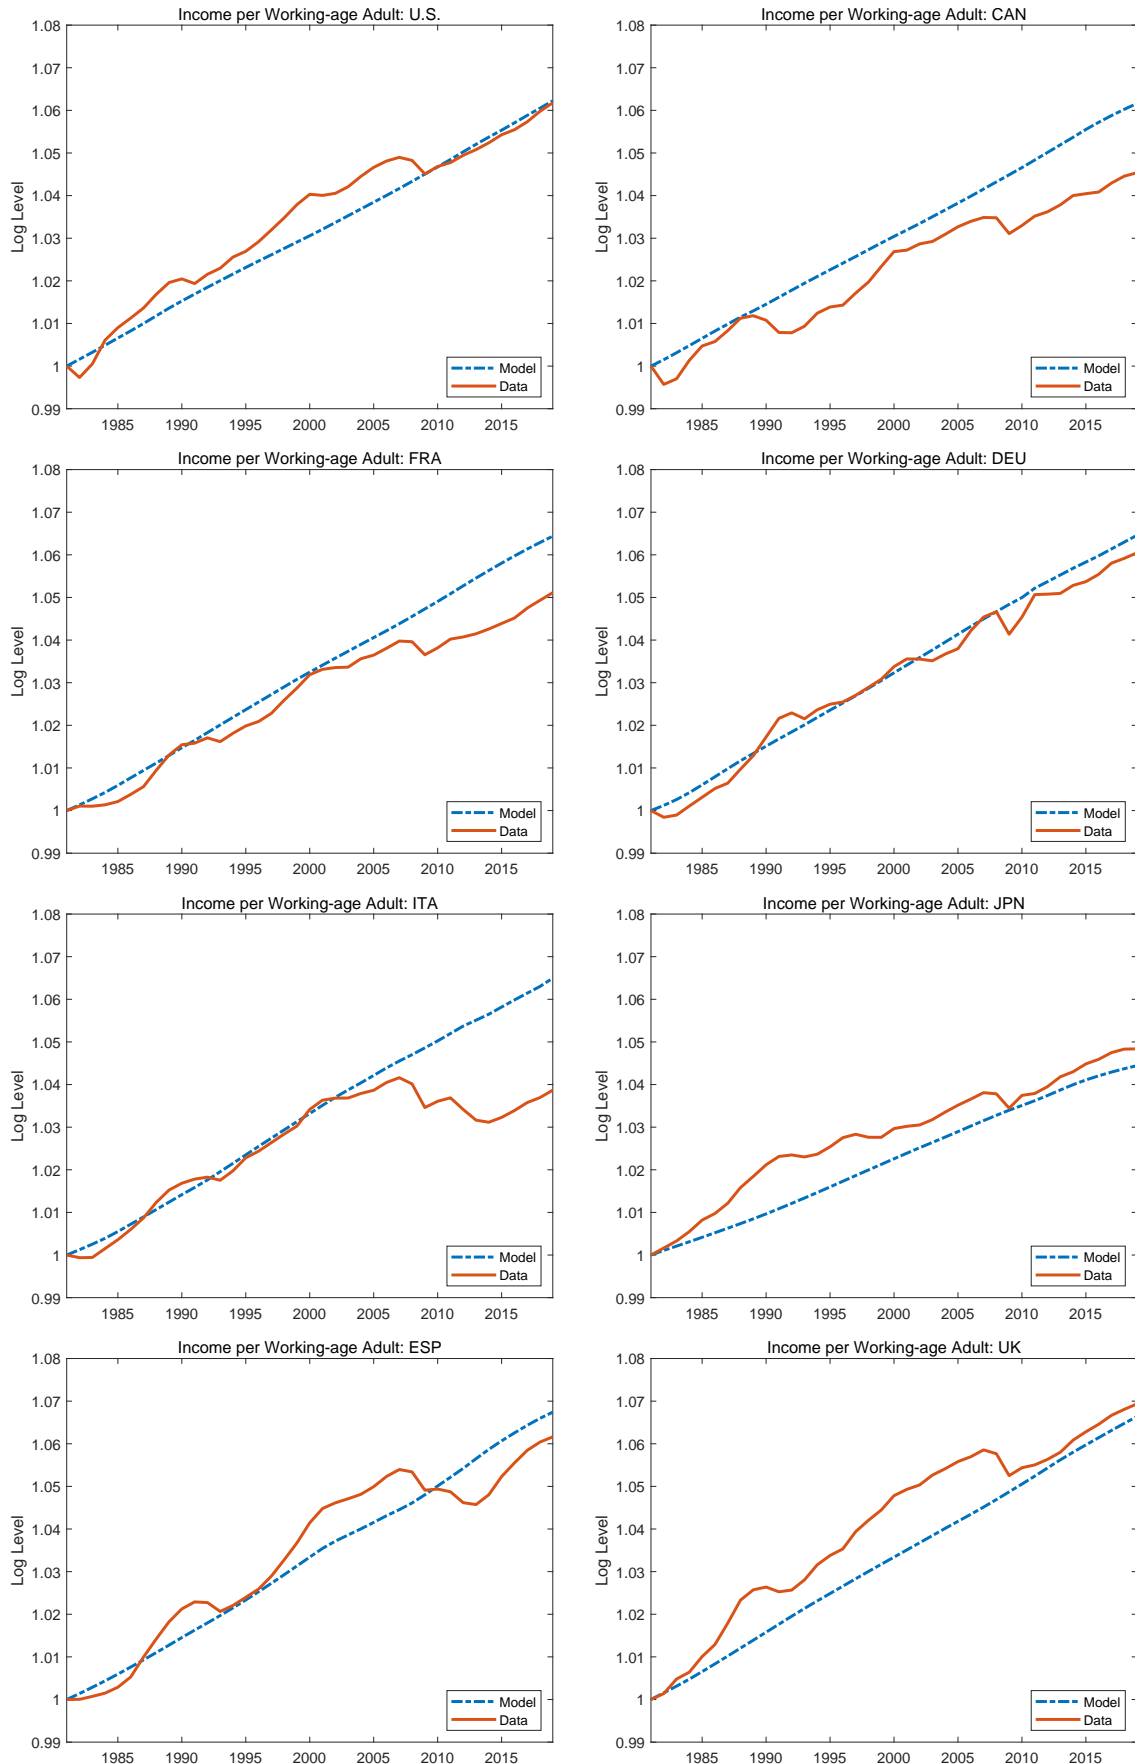 Income per Working-age Adult: U.S.
1.08
1.07
1.06
1.05
1.04
1.03
1.02
1.01
1
0.99
Log Level
1985 1990 1995 2000 2005 2010 2015
Model
Data
Income per Working-age Adult: CAN
1.08
1.07
1.06
1.05
1.04
1.03
1.02
1.01
1
0.99
Log Level
1985 1990 1995 2000 2005 2010 2015
Model
Data
Income per Working-age Adult: FRA
1.08
1.07
1.06
1.05
1.04
1.03
1.02
1.01
1
0.99
Log Level
1985 1990 1995 2000 2005 2010 2015
Model
Data
Income per Working-age Adult: DEU
1.08
1.07
1.06
1.05
1.04
1.03
1.02
1.01
1
0.99
Log Level
1985 1990 1995 2000 2005 2010 2015
Model
Data
Income per Working-age Adult: ITA
1.08
1.07
1.06
1.05
1.04
1.03
1.02
1.01
1
0.99
Log Level
1985 1990 1995 2000 2005 2010 2015
Model
Data
Income per Working-age Adult: JPN
1.08
1.07
1.06
1.05
1.04
1.03
1.02
1.01
1
0.99
Log Level
1985 1990 1995 2000 2005 2010 2015
Model
Data
Income per Working-age Adult: ESP
1.08
1.07
1.06
1.05
1.04
1.03
1.02
1.01
1
0.99
Log Level
1985 1990 1995 2000 2005 2010 2015
Model
Data
Income per Working-age Adult: UK
1.08
1.07
1.06
1.05
1.04
1.03
1.02
1.01
1
0.99
Log Level
1985 1990 1995 2000 2005 2010 2015
Model
Data